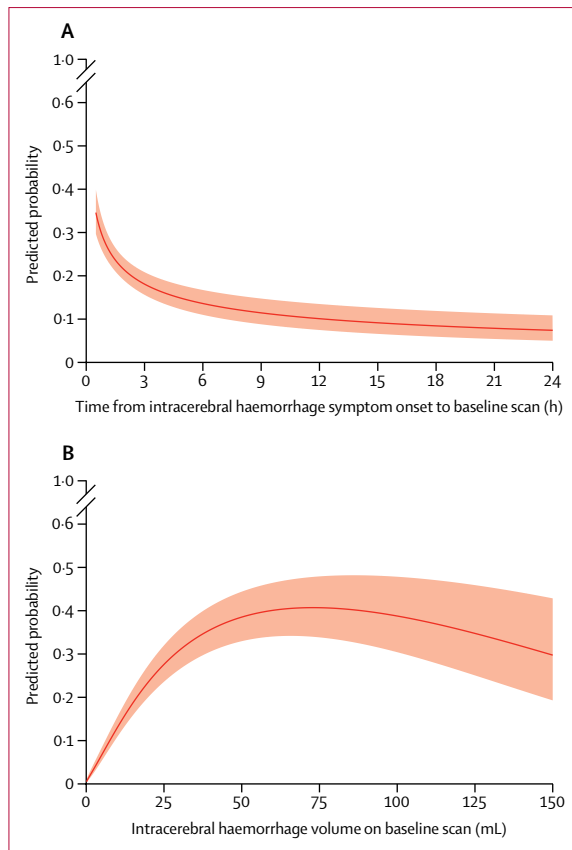 A
1·0
0·6
0·5
0·4
0·3
0·2
0·1
0
Predicted probability
0 3 6 9 12 15 18 21 24
Time from intracerebral haemorrhage symptom onset to baseline scan (h)
B
1·0
0·6
0·5
0·4
0·3
0·2
0·1
0
Predicted probability
0 25 50 75 100 125 150
Intracerebral haemorrhage volume on baseline scan (mL)